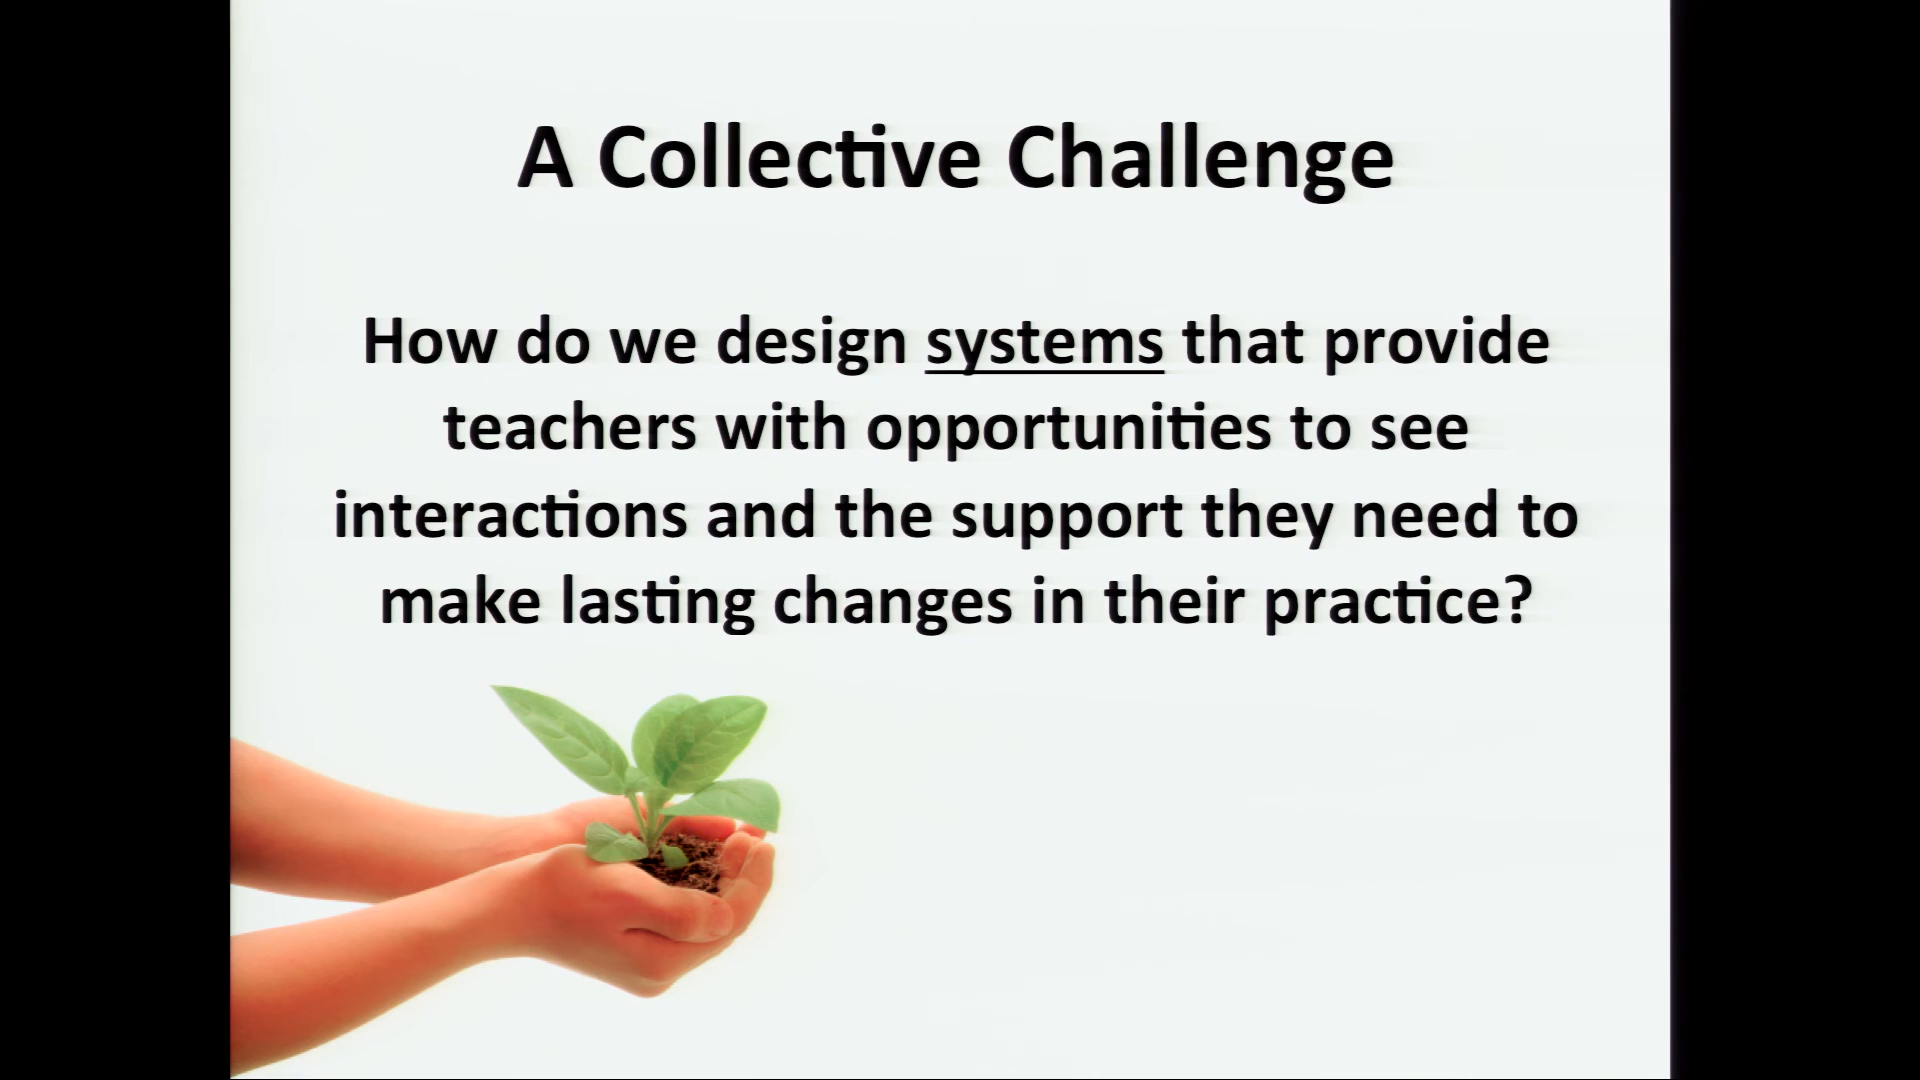 A Collective Challenge
How do we design systems that provide
teachers with opportunities to see
interactions and the support they need to
make lasting changes in their practice?